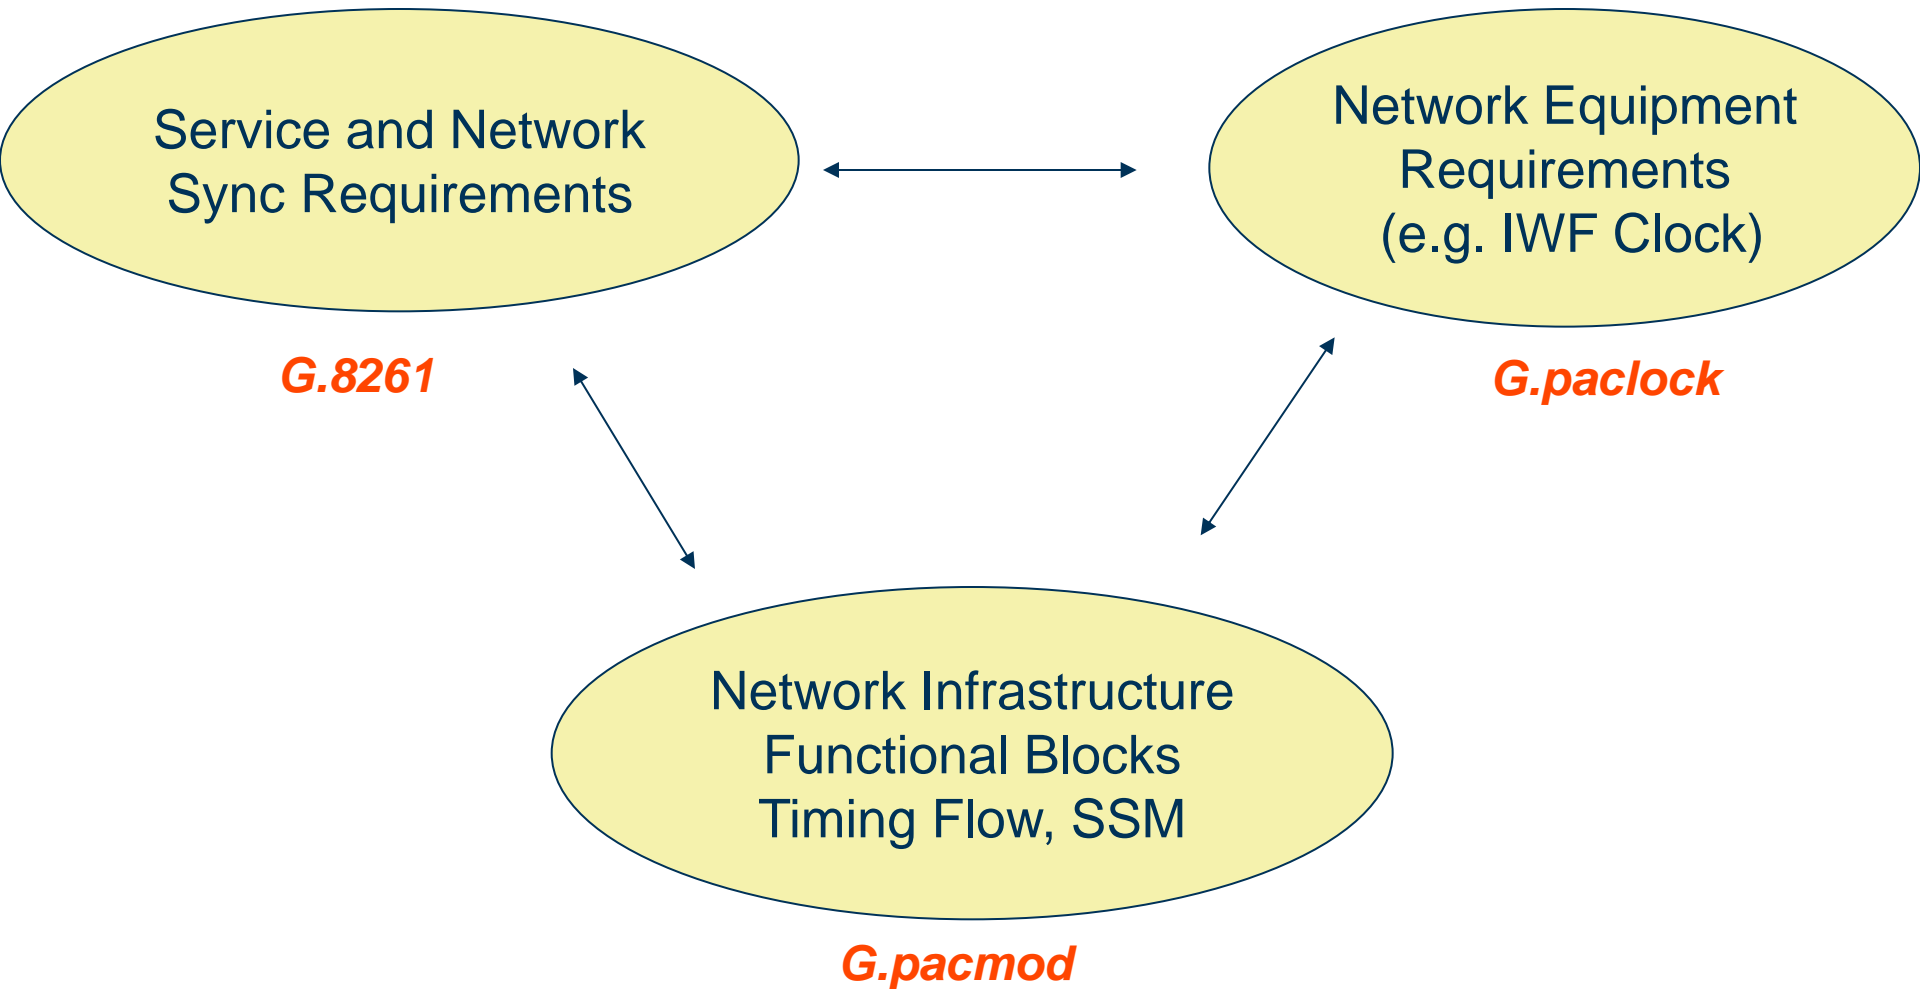 Service and Network
Sync Requirements
G.8261
Network Equipment
Requirements
(e.g. IWF Clock)
G.paclock
Network Infrastructure
Functional Blocks
Timing Flow, SSM
G.pacmod